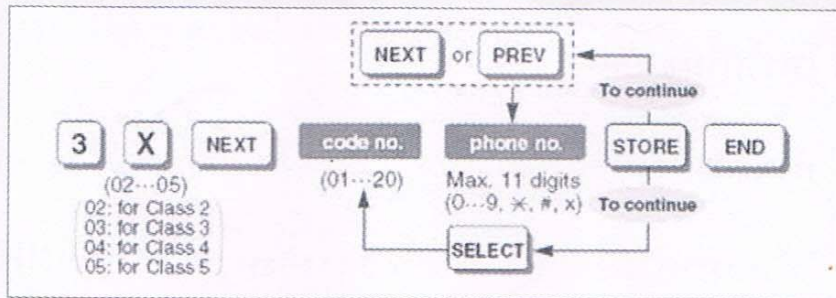 NEXT or PREV
To continue
3 X NEXT code no. phone no. STORE END
(02···05) (01···20) Max. 11 digits
02: for Class 2 (0···9, ✳, #, x) To continue
03: for Class 3
04: for Class 4 SELECT
05: for Class 5